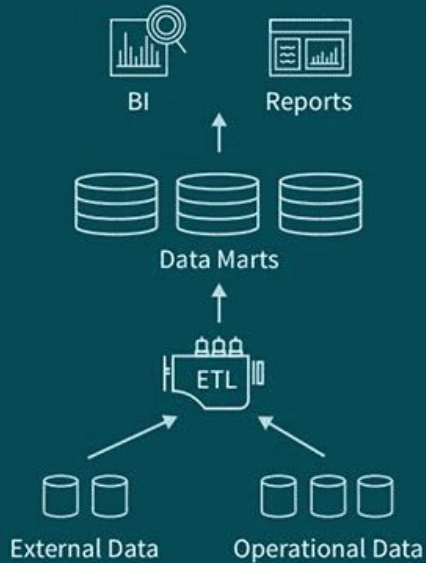 BI
Reports
Data Marts
ETL
External Data
Operational Data